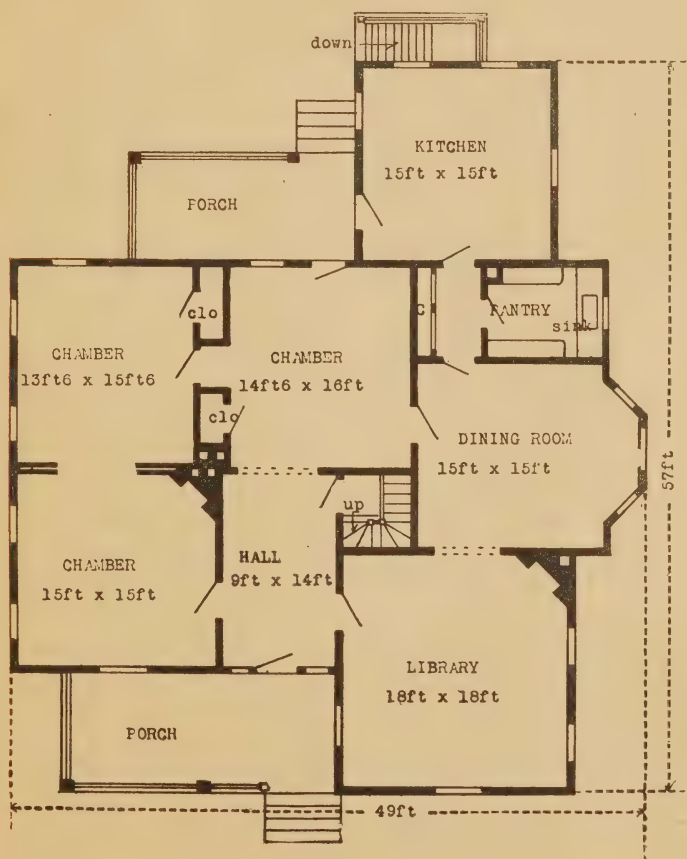 down
KITCHEN
15ft x 15ft
PORCH
clo
C
PANTRY
sink
CHAMBER
13ft6 x 15ft6
CHAMBER
14ft6 x 16ft
clo
DINING ROOM
15ft x 15ft
57ft
up
CHAMBER
15ft x 15ft
HALL
9ft x 14ft
LIBRARY
18ft x 18ft
PORCH
49ft